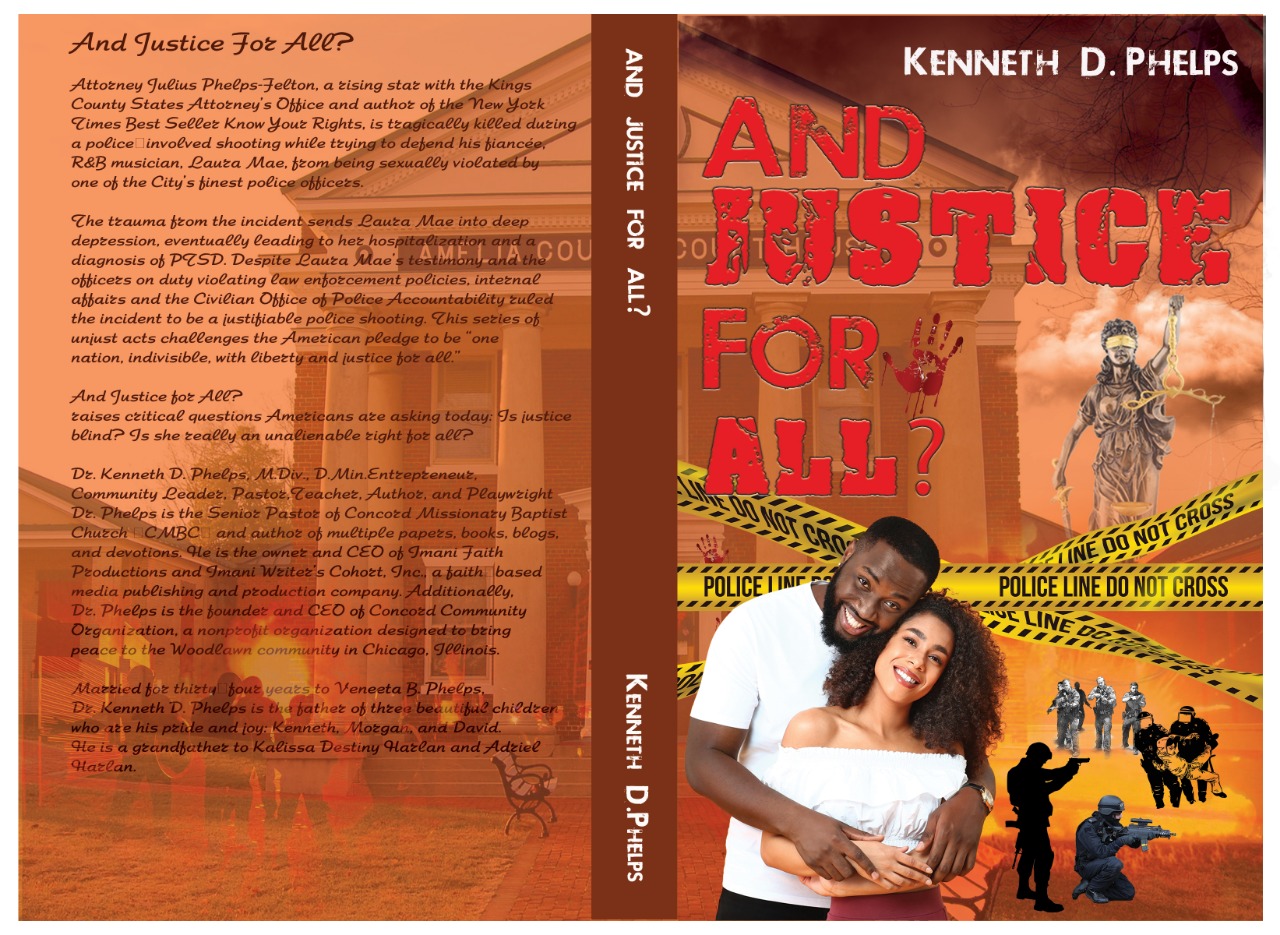 And Justice For All?
Attorney Julius Phelps-Felton, a rising star with the Kings
County States Attorney's Office and author of the New York
Times Best Seller Know Your Rights, is tragically killed during
a police□involved shooting while trying to defend his fiancée,
R&B musician, Laura Mae, from being sexually violated by
one of the City's finest police officers.
The trauma from the incident sends Laura Mae into deep
depression, eventually leading to her hospitalization and a
diagnosis of PTSD. Despite Laura Mae's testimony and the
officers on duty violating law enforcement policies, internal
affairs and the Civilian Office of Police Accountability ruled
the incident to be a justifiable police shooting. This series of
unjust acts challenges the American pledge to be "one
nation, indivisible, with liberty and justice for all."
And Justice for All?
raises critical questions Americans are asking today: Is justice
blind? Is she really an unalienable right for all?
Dr. Kenneth D. Phelps, M.Div., D.Min.Entrepreneur,
Community Leader, Pastor,Teacher, Author, and Playwright
Dr. Phelps is the Senior Pastor of Concord Missionary Baptist
Church □CMBC□ and author of multiple papers, books, blogs,
and devotions. He is the owner and CEO of Imani Faith
Productions and Imani Writer's Cohort, Inc., a faith□based
media publishing and production company. Additionally,
Dr. Phelps is the founder and CEO of Concord Community
Organization, a nonprofit organization designed to bring
peace to the Woodlawn community in Chicago, Illinois.
Married for thirty□four years to Veneeta B. Phelps,
Dr. Kenneth D. Phelps is the father of three beautiful children
who are his pride and joy: Kenneth, Morgan, and David.
He is a grandfather to Kalissa Destiny Harlan and Adriel
Harlan.
AMELIA COU
AND JUSTICE FOR ALL?
KENNETH D.PHELPS
KENNETH D. PHELPS
AND
JUSTICE
COURTHOUS
FOR
ALL?
LINE DO NOT CRO
LINE DO NOT CROSS
POLICE LINE DO
POLICE LINE DO NOT CROSS
LINE DO